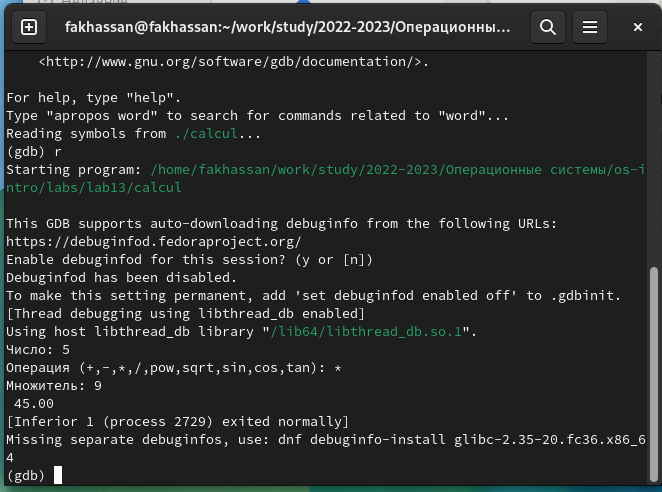 fakhassan@fakhassan:~/work/study/2022-2023/Операционны...
<http://www.gnu.org/software/gdb/documentation/>.
For help, type "help".
Type "apropos word" to search for commands related to "word"...
Reading symbols from ./calcul...
(gdb) r
Starting program: /home/fakhassan/work/study/2022-2023/Операционные системы/os-i
ntro/labs/lab13/calcul
This GDB supports auto-downloading debuginfo from the following URLs:
https://debuginfod.fedoraproject.org/
Enable debuginfod for this session? (y or [n])
Debuginfod has been disabled.
To make this setting permanent, add 'set debuginfod enabled off' to .gdbinit.
[Thread debugging using libthread_db enabled]
Using host libthread_db library "/lib64/libthread_db.so.1".
Число: 5
Операция (+,-,*,/,pow,sqrt,sin,cos,tan): *
Множитель: 9
 45.00
[Inferior 1 (process 2729) exited normally]
Missing separate debuginfos, use: dnf debuginfo-install glibc-2.35-20.fc36.x86_6
4
(gdb)